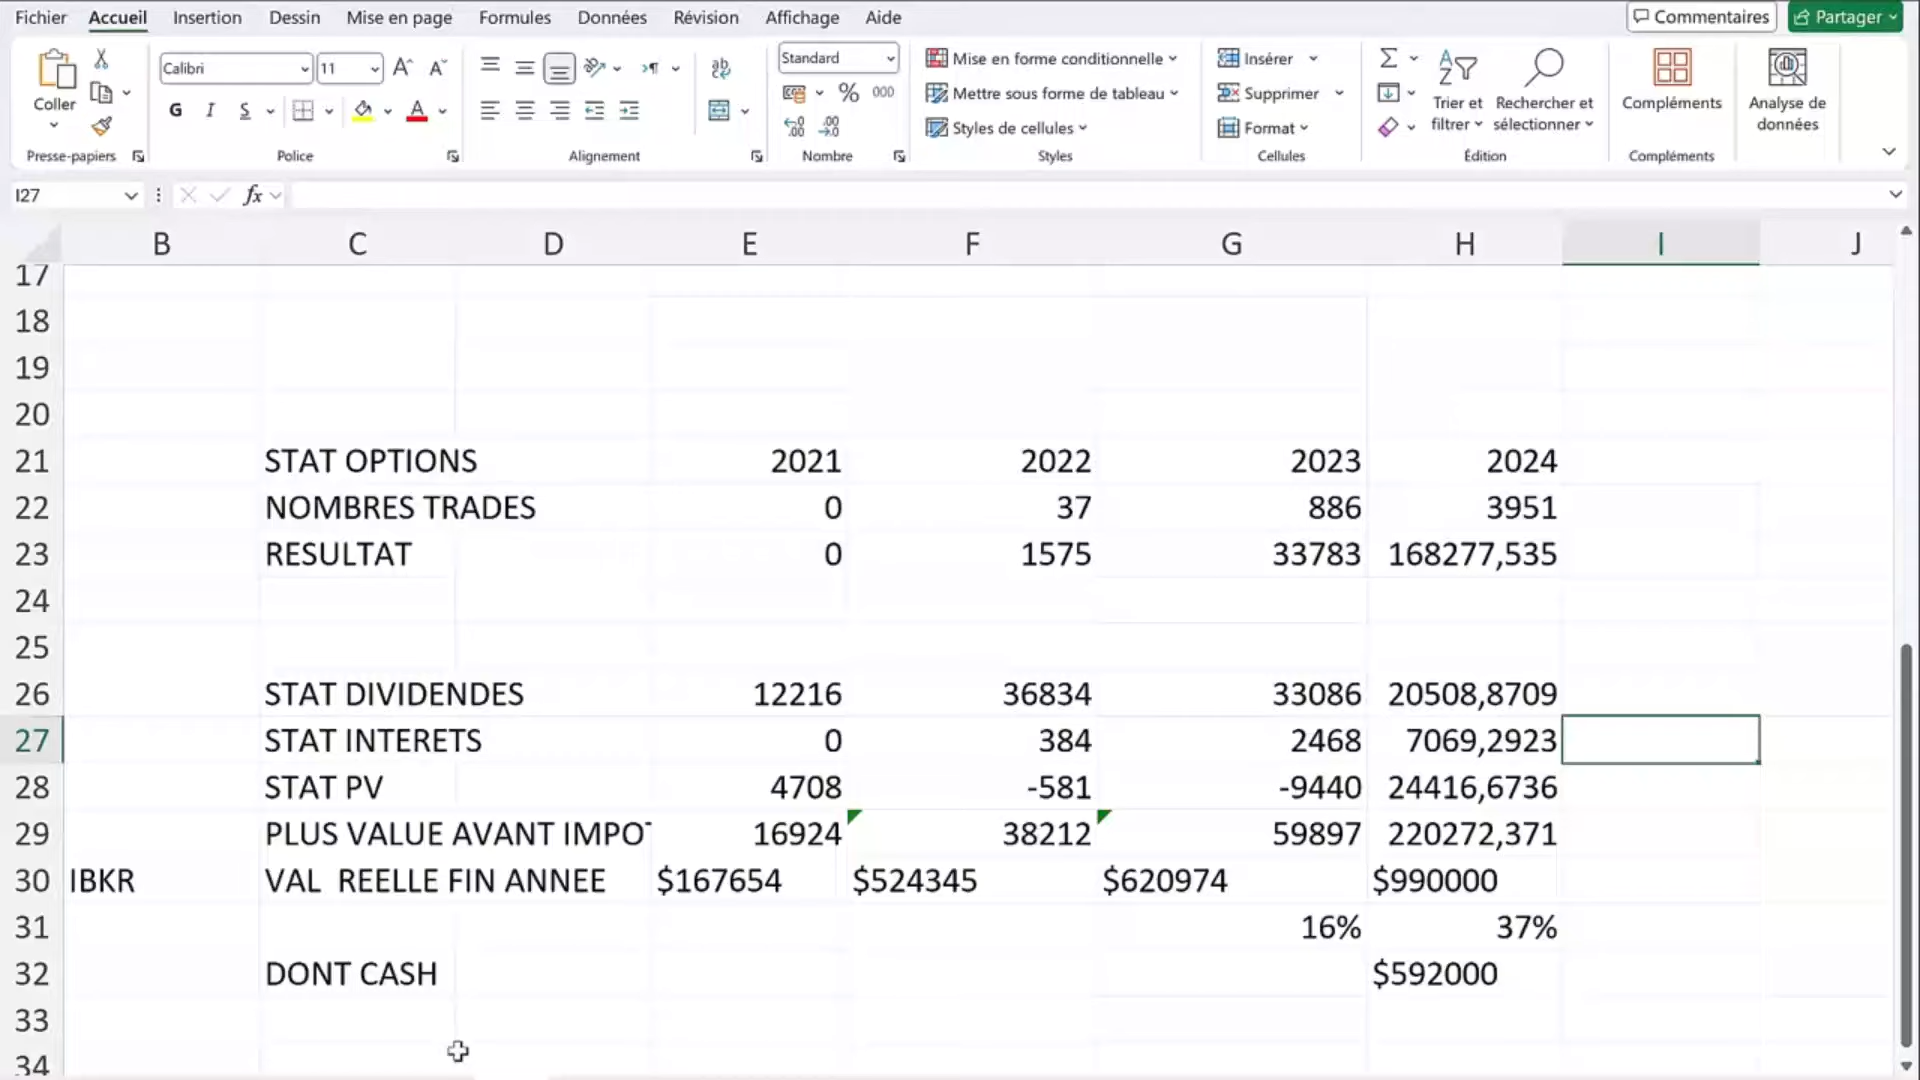 Fichier Accueil Insertion Dessin Mise en page Formules Données Révision Affichage Aide Commentaires Partager
Coller
Presse-papiers
Calibri 11
G I S
Police
Alignement
Standard
% 000
Nombre
Mise en forme conditionnelle
Mettre sous forme de tableau
Styles de cellules
Styles
Insérer
Supprimer
Format
Cellules
Trier et filtrer
Rechercher et sélectionner
Édition
Compléments
Compléments
Analyse de données
I27 fx
B C D E F G H I J
17
18
19
20
21 STAT OPTIONS 2021 2022 2023 2024
22 NOMBRES TRADES 0 37 886 3951
23 RESULTAT 0 1575 33783 168277,535
24
25
26 STAT DIVIDENDES 12216 36834 33086 20508,8709
27 STAT INTERETS 0 384 2468 7069,2923
28 STAT PV 4708 -581 -9440 24416,6736
29 PLUS VALUE AVANT IMPO 16924 38212 59897 220272,371
30 IBKR VAL REELLE FIN ANNEE $167654 $524345 $620974 $990000
31 16% 37%
32 DONT CASH $592000
33
34